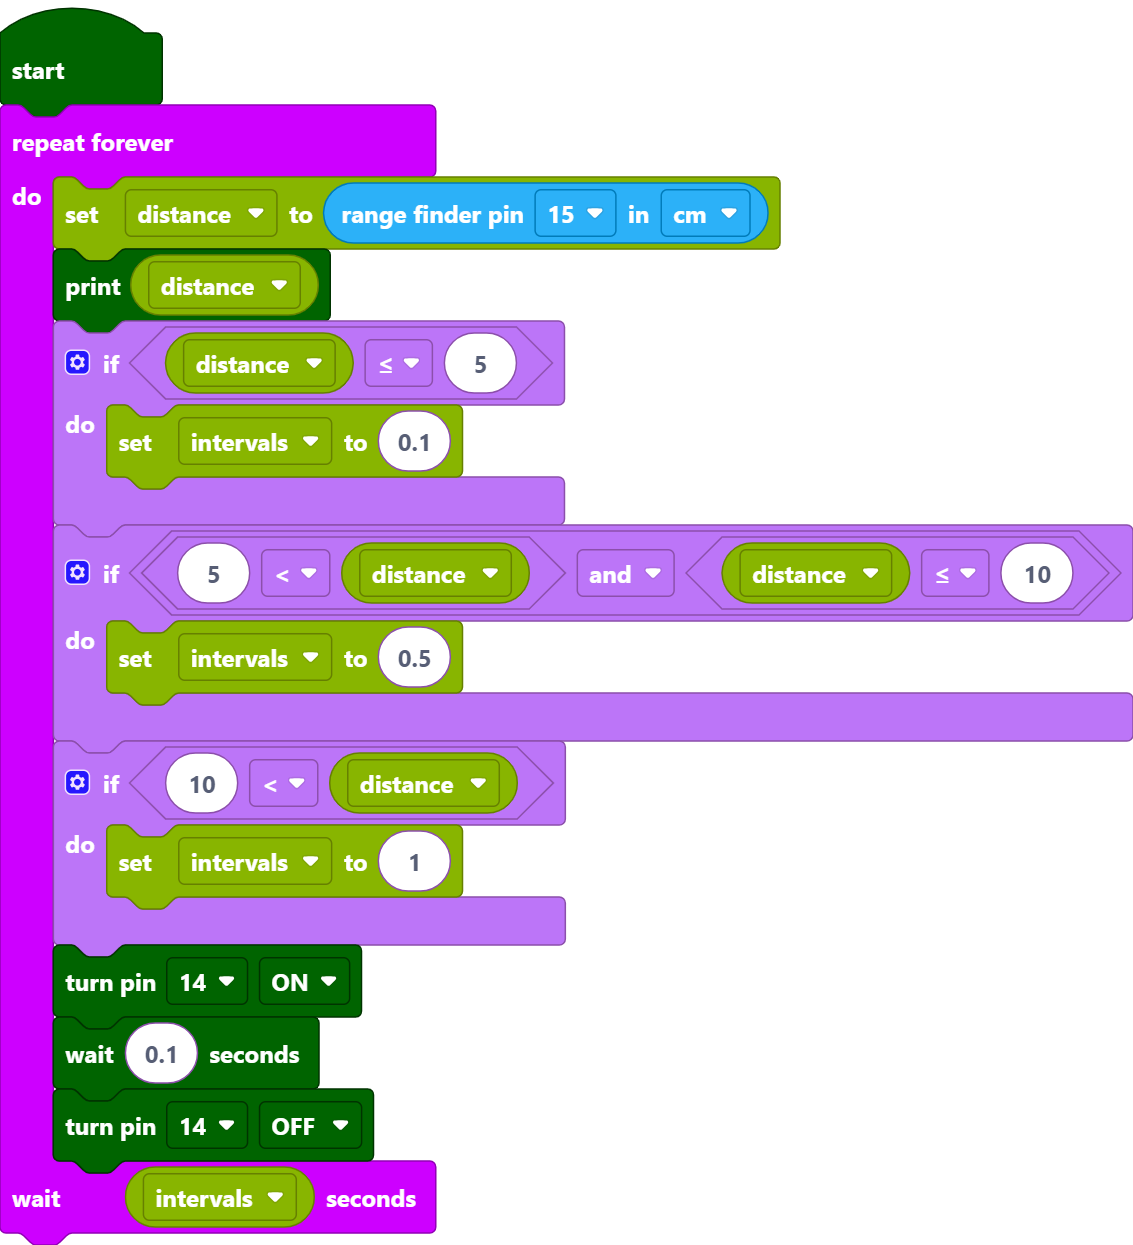 start
repeat forever
do
set distance to range finder pin 15 in cm
print distance
if distance ≤ 5
do
set intervals to 0.1
if 5 < distance and distance ≤ 10
do
set intervals to 0.5
if 10 < distance
do
set intervals to 1
turn pin 14 ON
wait 0.1 seconds
turn pin 14 OFF
wait intervals seconds